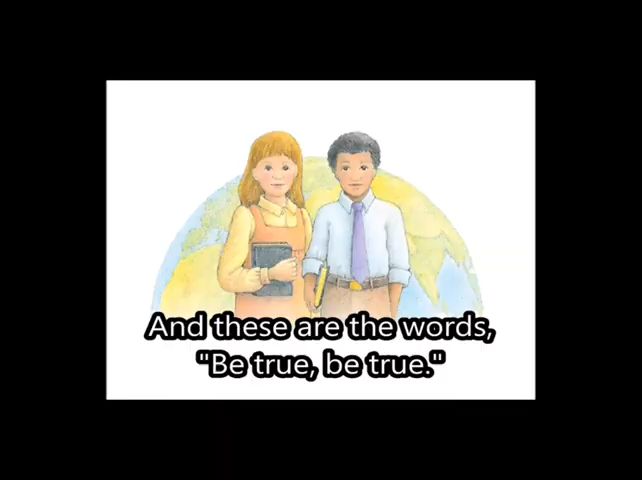 And these are the words,
"Be true, be true."